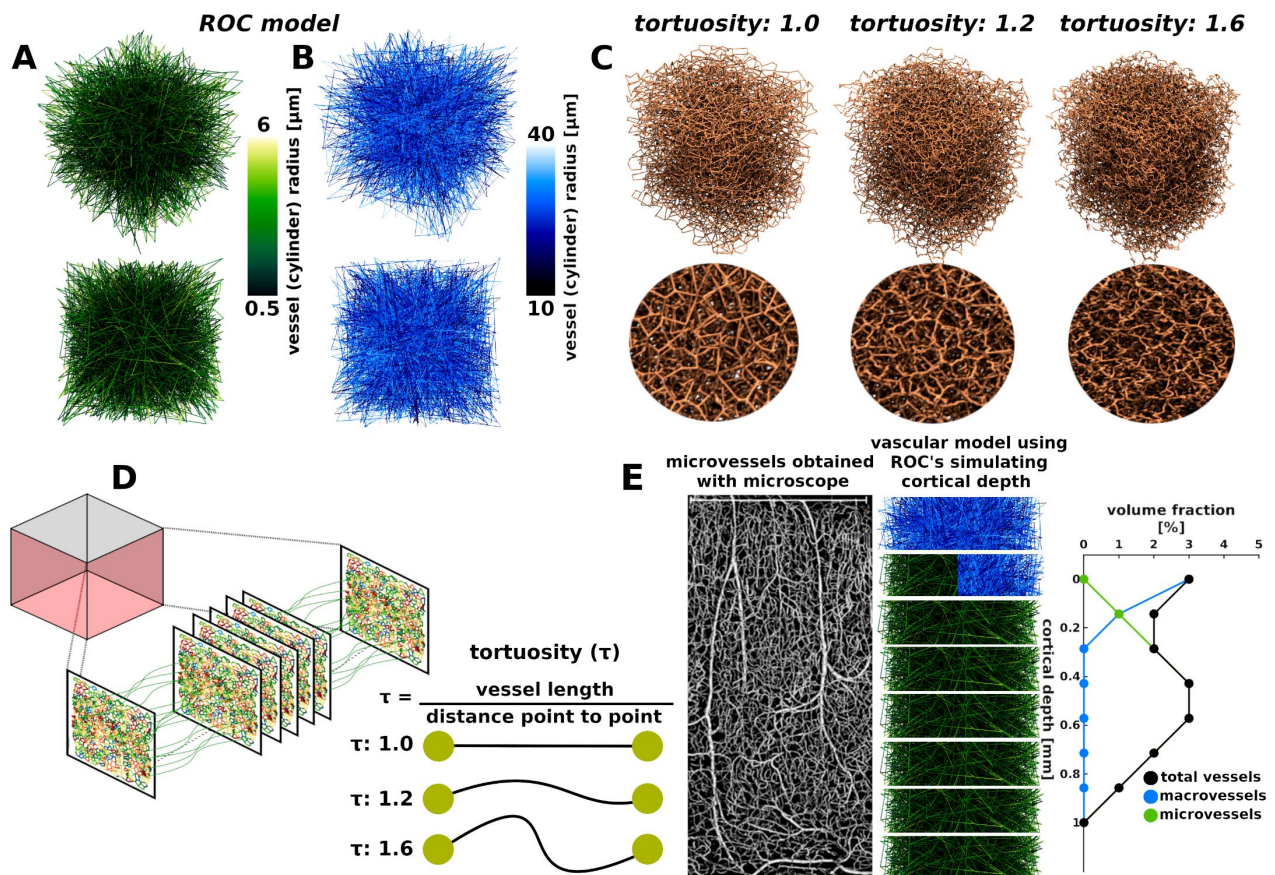 ROC model
tortuosity: 1.0
tortuosity: 1.2
tortuosity: 1.6
A
B
C
6
vessel (cylinder) radius [µm]
0.5
40
vessel (cylinder) radius [µm]
10
D
tortuosity (τ)
τ =
vessel length
distance point to point
τ: 1.0
τ: 1.2
τ: 1.6
E
microvessels obtained
with microscope
vascular model using
ROC's simulating
cortical depth
volume fraction
[%]
0 1 2 3 4 5
cortical depth [mm]
0
0.2
0.4
0.6
0.8
1
total vessels
macrovessels
microvessels